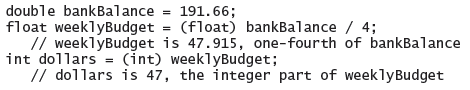 double bankBalance = 191.66;
float weeklyBudget = (float) bankBalance / 4;
   // weeklyBudget is 47.915, one-fourth of bankBalance
int dollars = (int) weeklyBudget;
   // dollars is 47, the integer part of weeklyBudget